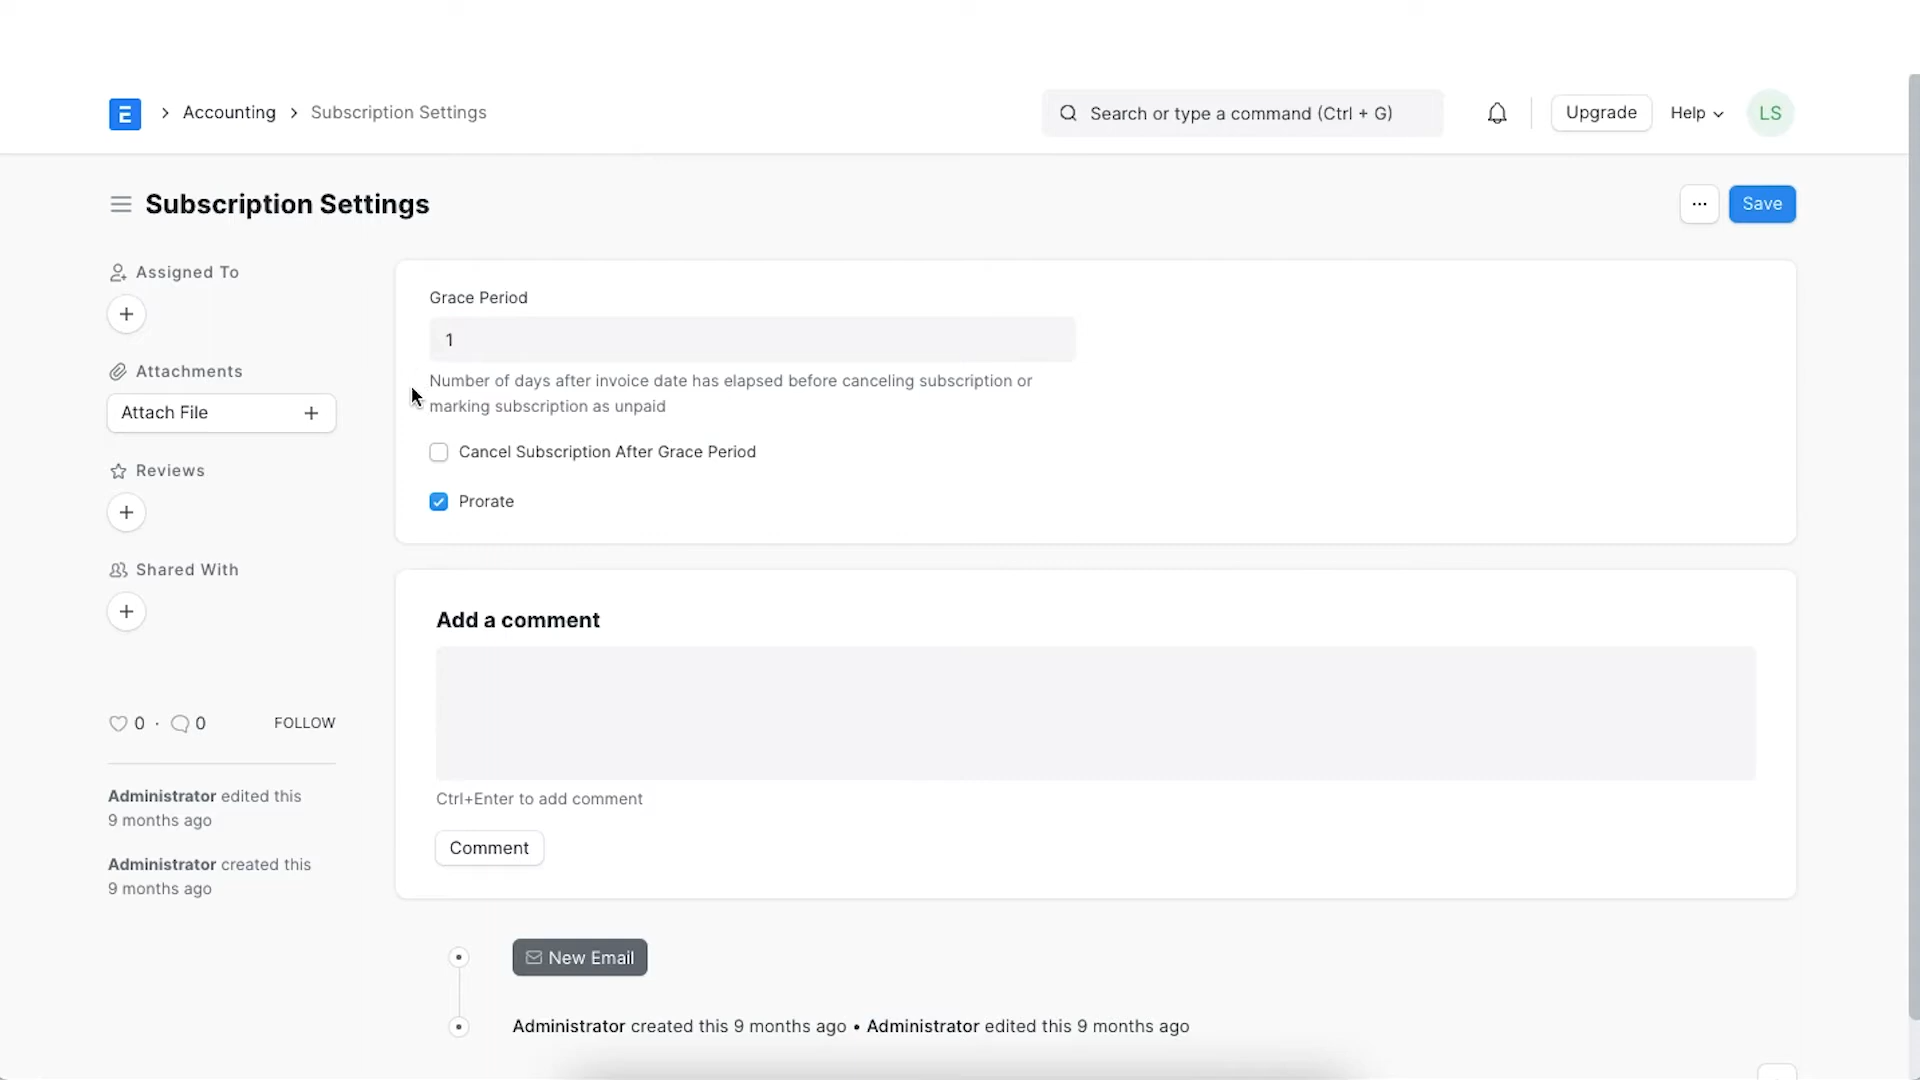 Accounting
Subscription Settings
Search or type a command (Ctrl + G)
Upgrade
Help
LS
Subscription Settings
...
Save
Assigned To
Attachments
Attach File
Reviews
Shared With
0 · 0
FOLLOW
Administrator edited this
9 months ago
Administrator created this
9 months ago
Grace Period
1
Number of days after invoice date has elapsed before canceling subscription or
marking subscription as unpaid
Cancel Subscription After Grace Period
Prorate
Add a comment
Ctrl+Enter to add comment
Comment
New Email
Administrator created this 9 months ago • Administrator edited this 9 months ago